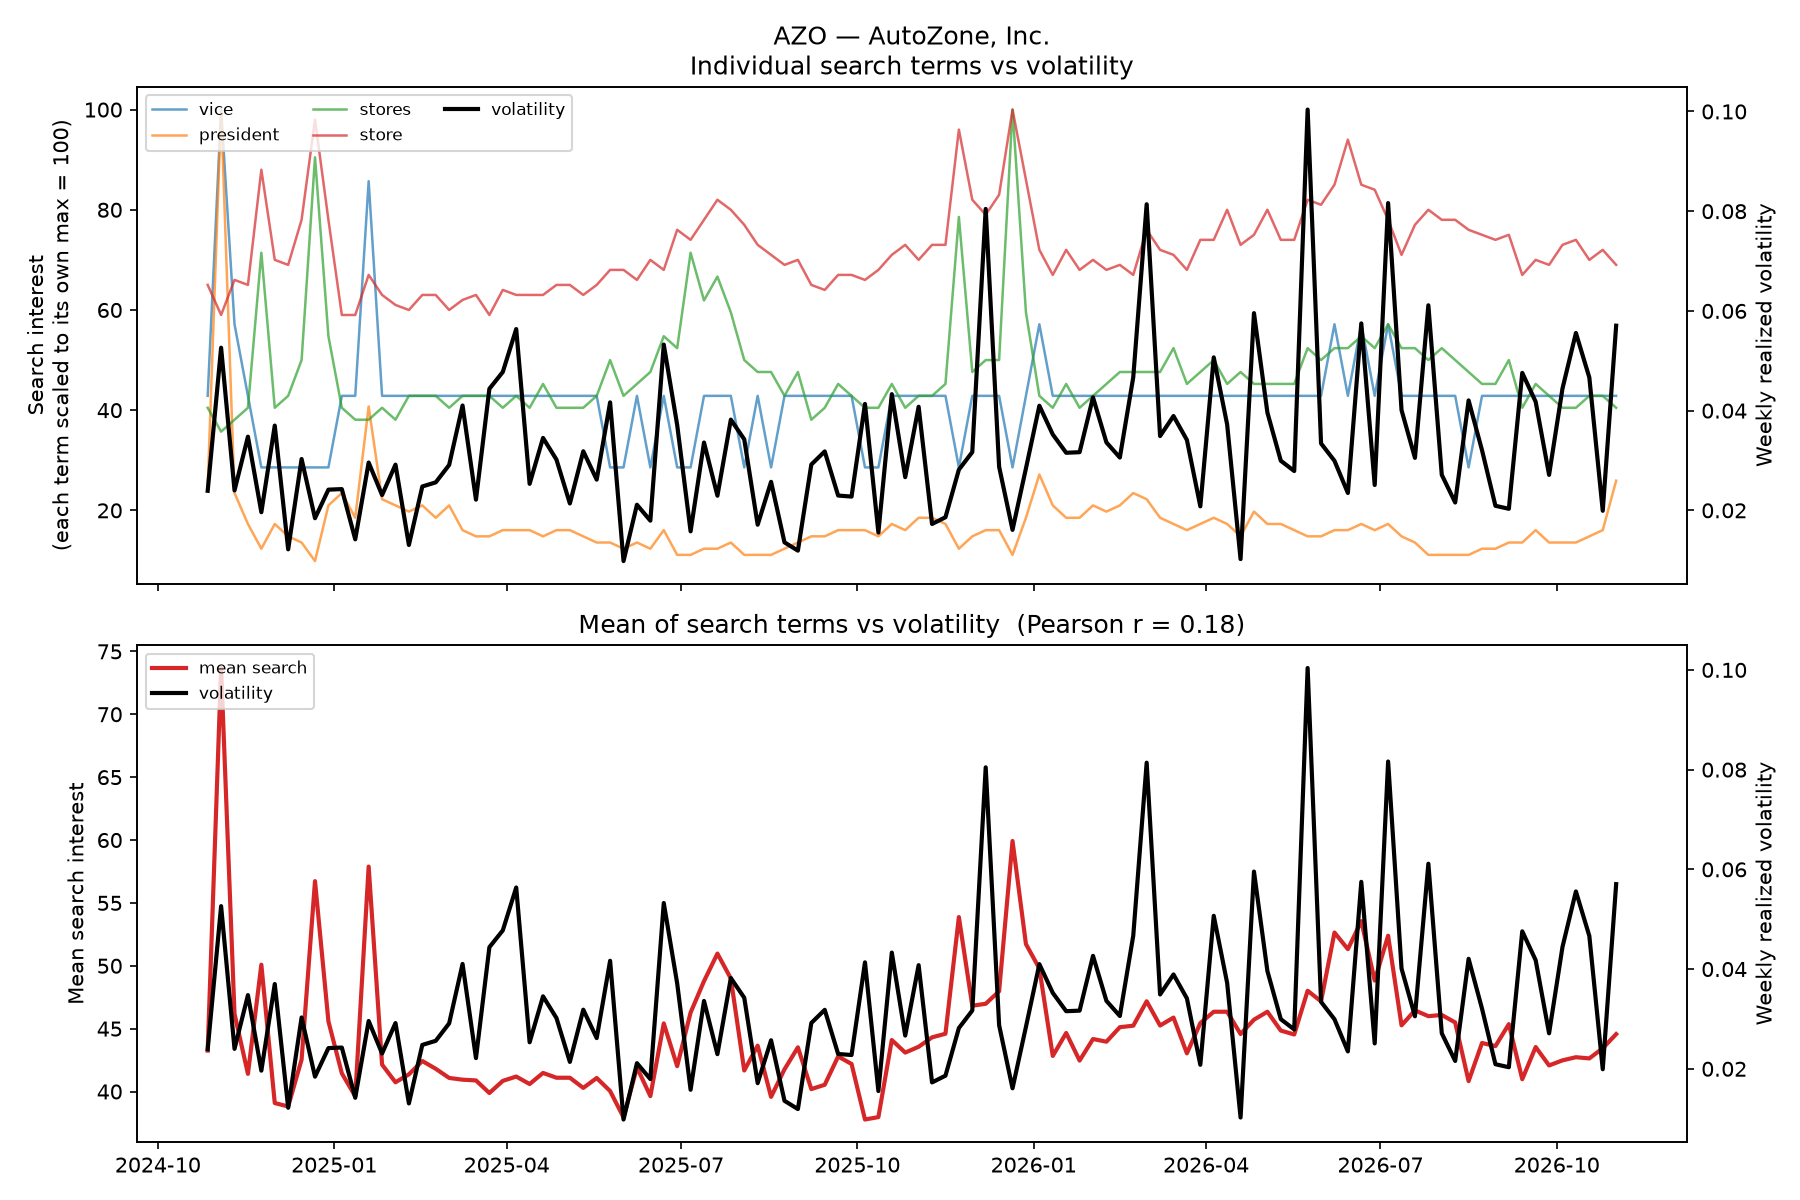 AZO — AutoZone, Inc.
Individual search terms vs volatility
vice
president
stores
store
volatility
Search interest
(each term scaled to its own max = 100)
100
80
60
40
20
0.10
0.08
0.06
0.04
0.02
Weekly realized volatility
Mean of search terms vs volatility (Pearson r = 0.18)
mean search
volatility
Mean search interest
75
70
65
60
55
50
45
40
0.10
0.08
0.06
0.04
0.02
Weekly realized volatility
2024-10
2025-01
2025-04
2025-07
2025-10
2026-01
2026-04
2026-07
2026-10